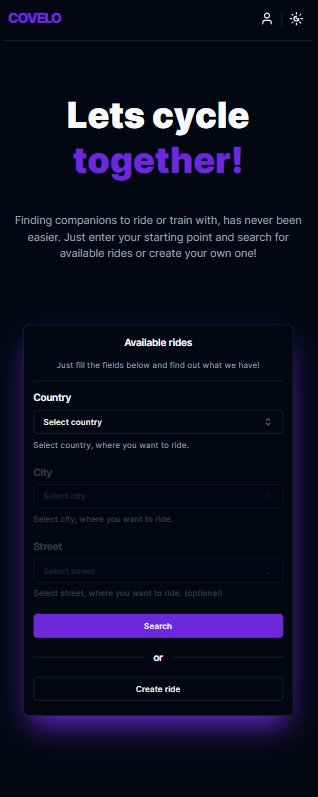 COVELO
Lets cycle
together!
Finding companions to ride or train with, has never been
easier. Just enter your starting point and search for
available rides or create your own one!
Available rides
Just fill the fields below and find out what we have!
Country
Select country
Select country, where you want to ride.
City
Select city
Select city, where you want to ride.
Street
Select street
Select street, where you want to ride. (optional)
Search
or
Create ride